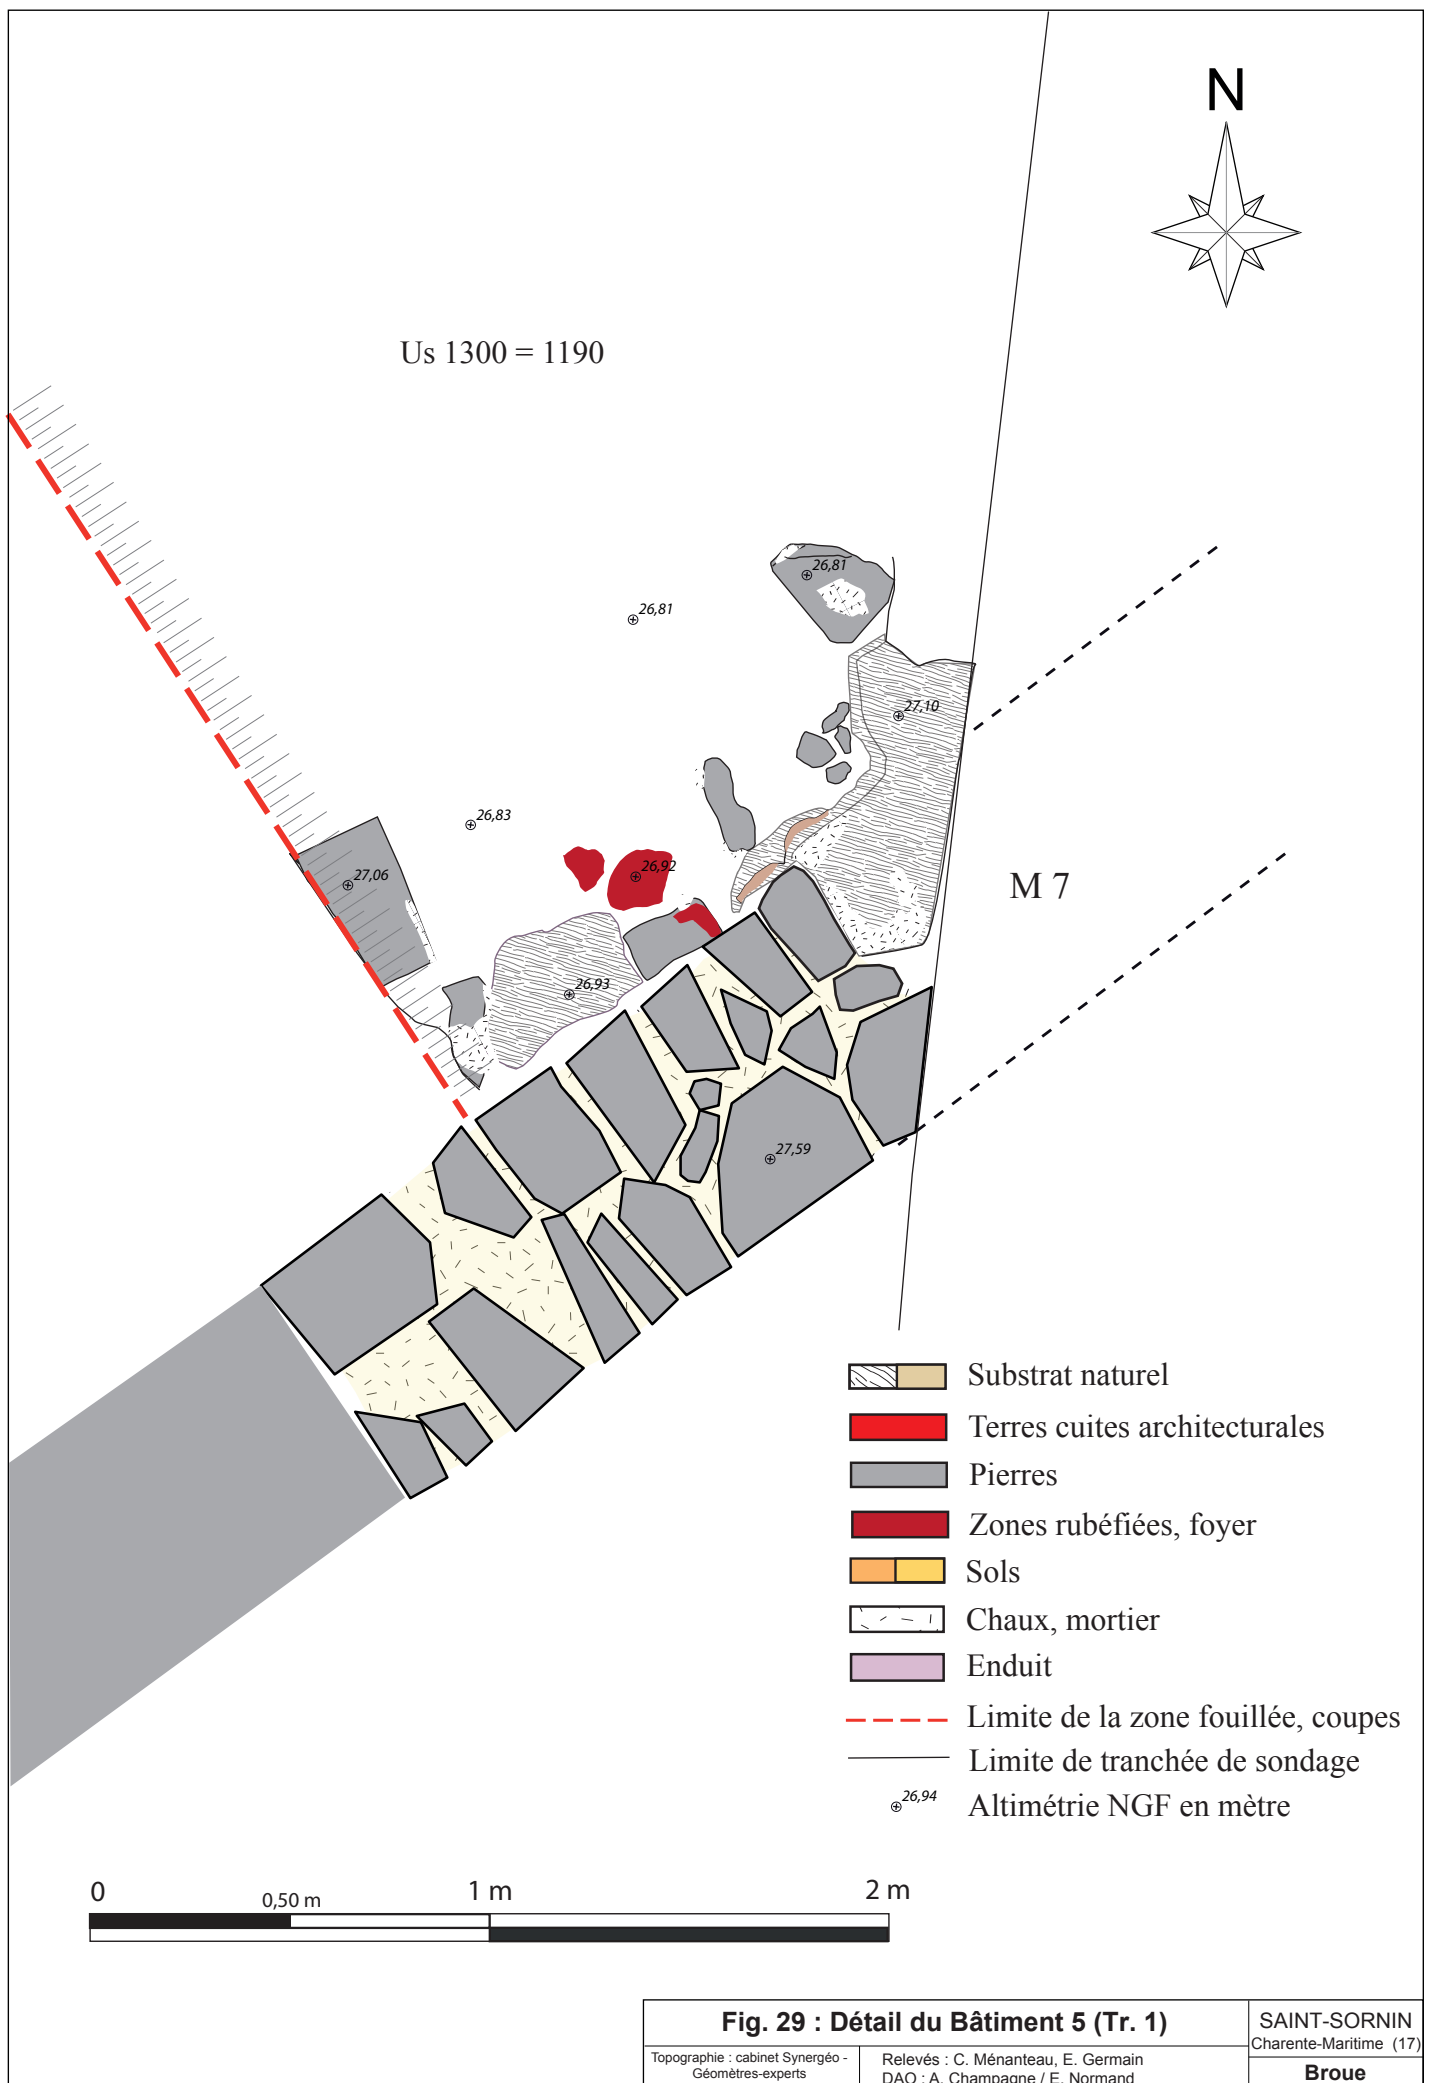 N
Us 1300 = 1190
26,81
26,81
27,10
26,83
26,92
27,06
M 7
26,93
27,59
Substrat naturel
Terres cuites architecturales
Pierres
Zones rubéfiées, foyer
Sols
Chaux, mortier
Enduit
Limite de la zone fouillée, coupes
Limite de tranchée de sondage
26,94 Altimétrie NGF en mètre
0 0,50 m 1 m 2 m
Fig. 29 : Détail du Bâtiment 5 (Tr. 1)
SAINT-SORNIN
Charente-Maritime (17)
Broue
Topographie : cabinet Synergéo -
Géomètres-experts
Relevés : C. Ménanteau, E. Germain
DAO : A. Champagne / E. Normand